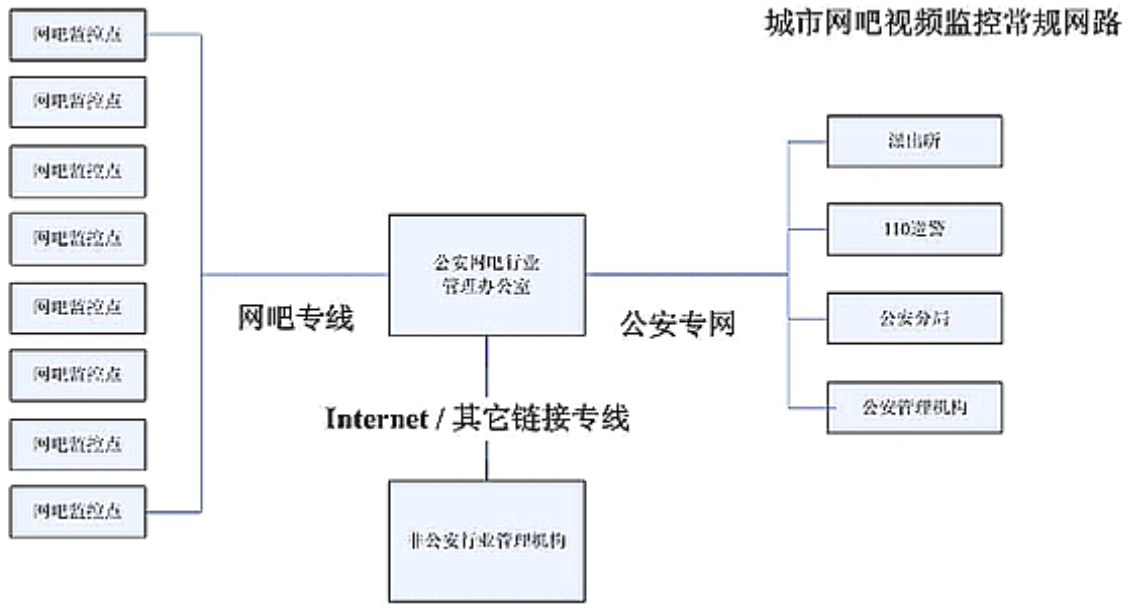 城市网吧视频监控常规网路
网吧监控点
网吧监控点
网吧监控点
网吧监控点
网吧监控点
网吧监控点
网吧监控点
网吧监控点
网吧专线
公安网吧行业
管理办公室
公安专网
派出所
110巡警
公安分局
公安管理机构
Internet / 其它链接专线
非公安行业管理机构